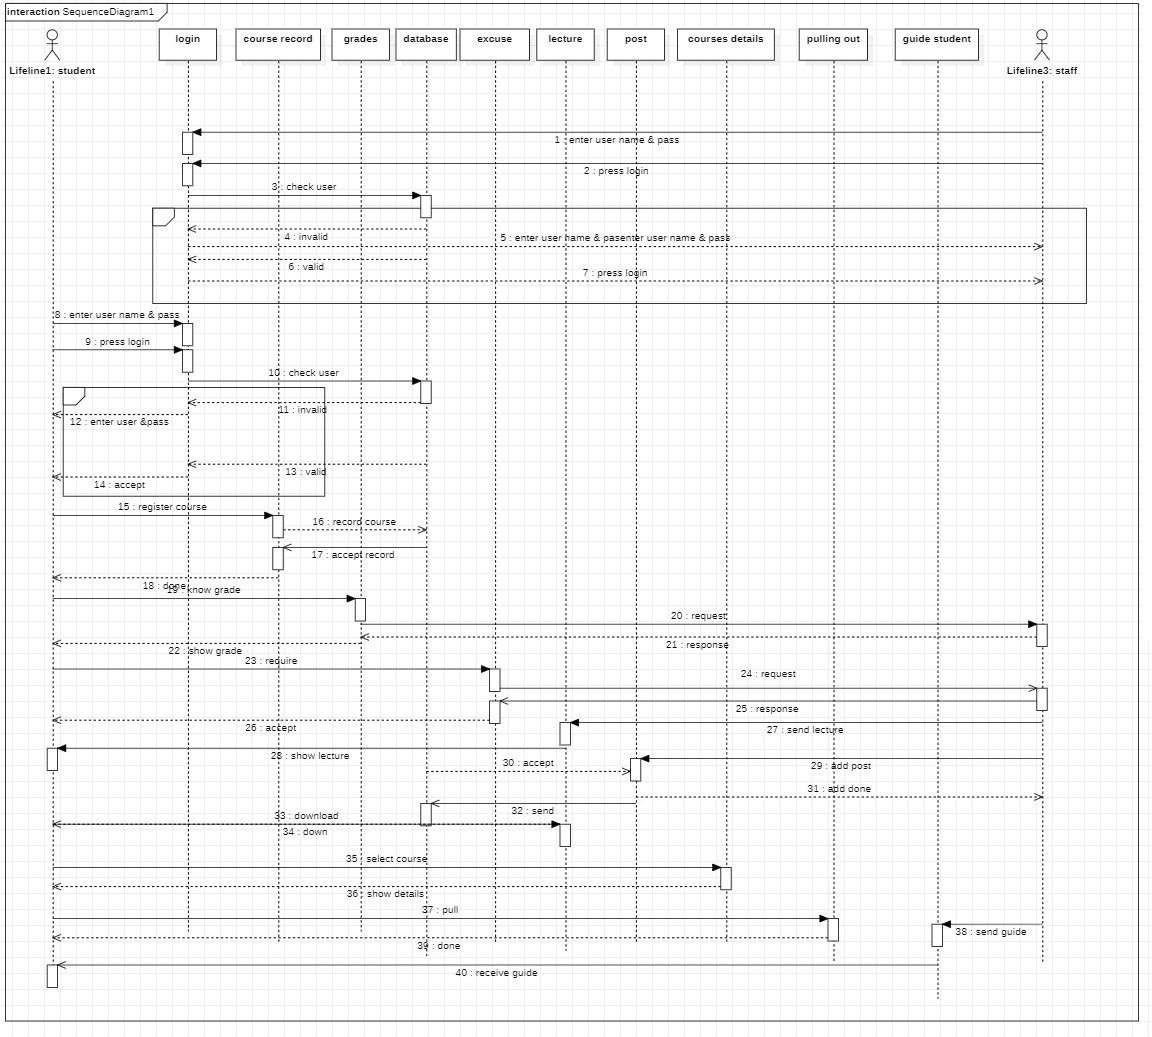 interaction SequenceDiagram1
login
course record
grades
database
excuse
lecture
post
courses details
pulling out
guide student
Lifeline1: student
Lifeline3: staff
1 : enter user name & pass
2 : press login
3 : check user
4 : invalid
5 : enter user name & pasenter user name & pass
6 : valid
7 : press login
8 : enter user name & pass
9 : press login
10 : check user
11 : invalid
12 : enter user &pass
13 : valid
14 : accept
15 : register course
16 : record course
17 : accept record
18 : done
19 : know grade
20 : request
21 : response
22 : show grade
23 : require
24 : request
25 : response
26 : accept
27 : send lecture
28 : show lecture
29 : add post
30 : accept
31 : add done
32 : send
33 : download
34 : down
35 : select course
36 : show details
37 : pull
38 : send guide
39 : done
40 : receive guide